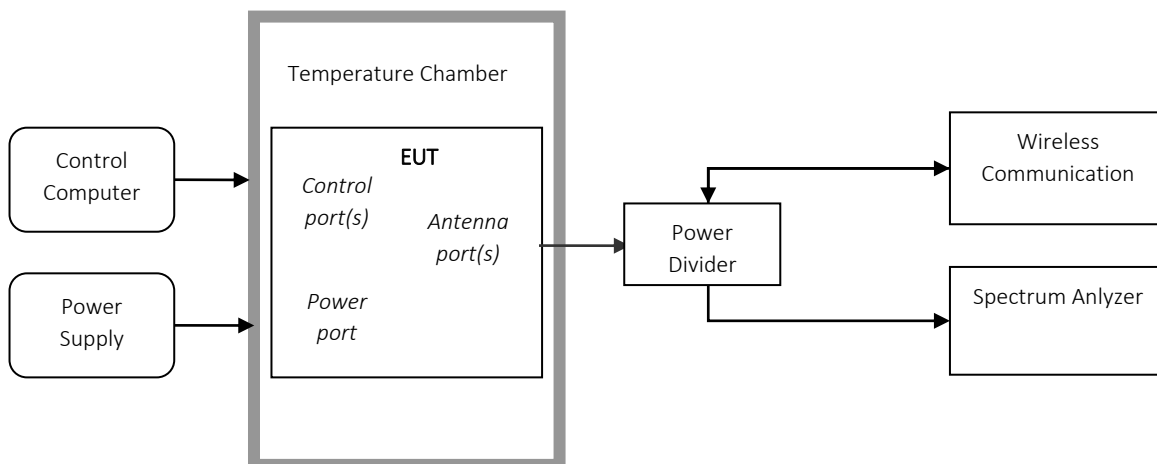 Temperature Chamber
Control
Computer
EUT
Control
port(s)
Antenna
port(s)
Power
Supply
Power
port
Power
Divider
Wireless
Communication
Spectrum Anlyzer